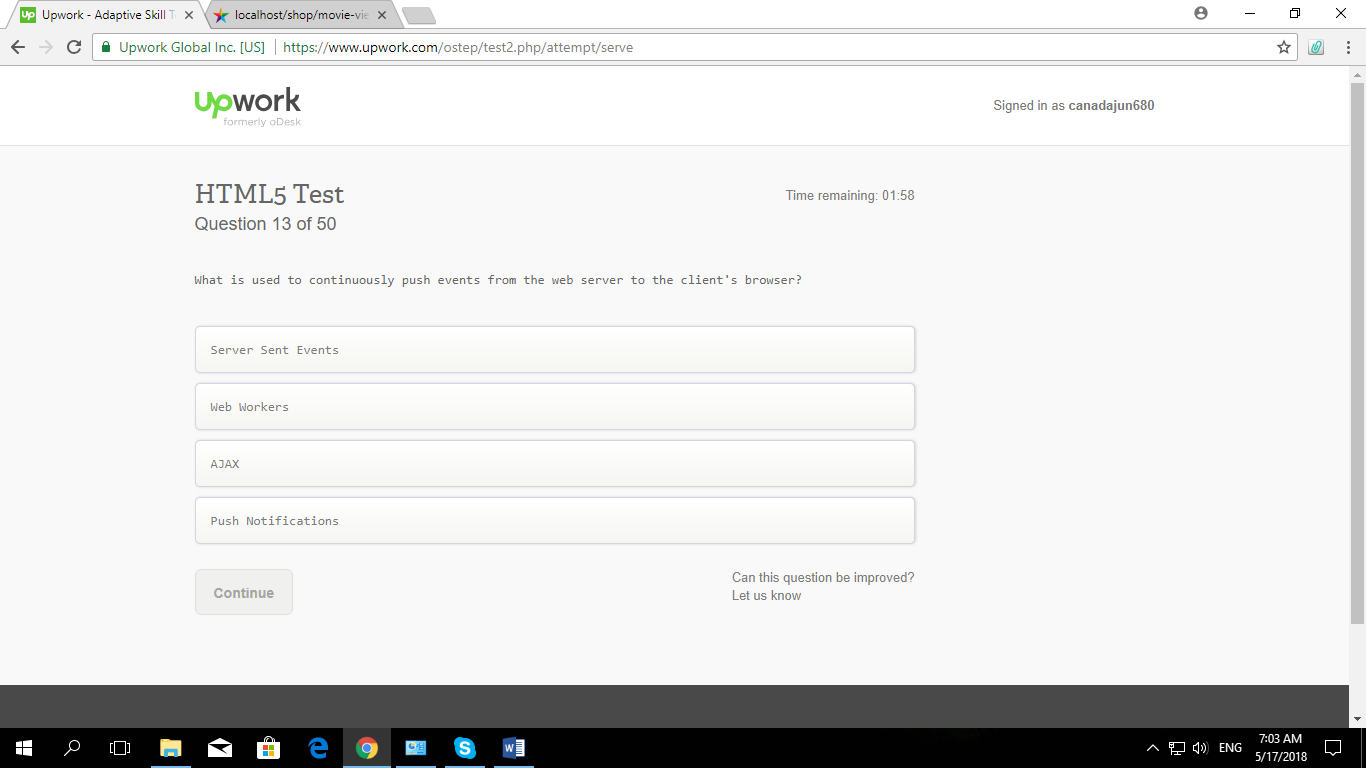 Upwork - Adaptive Skill T
localhost/shop/movie-vie
Upwork Global Inc. [US]
https://www.upwork.com/ostep/test2.php/attempt/serve
upwork
formerly oDesk
Signed in as canadajun680
HTML5 Test
Time remaining: 01:58
Question 13 of 50
What is used to continuously push events from the web server to the client's browser?
Server Sent Events
Web Workers
AJAX
Push Notifications
Continue
Can this question be improved?
Let us know
ENG
7:03 AM
5/17/2018